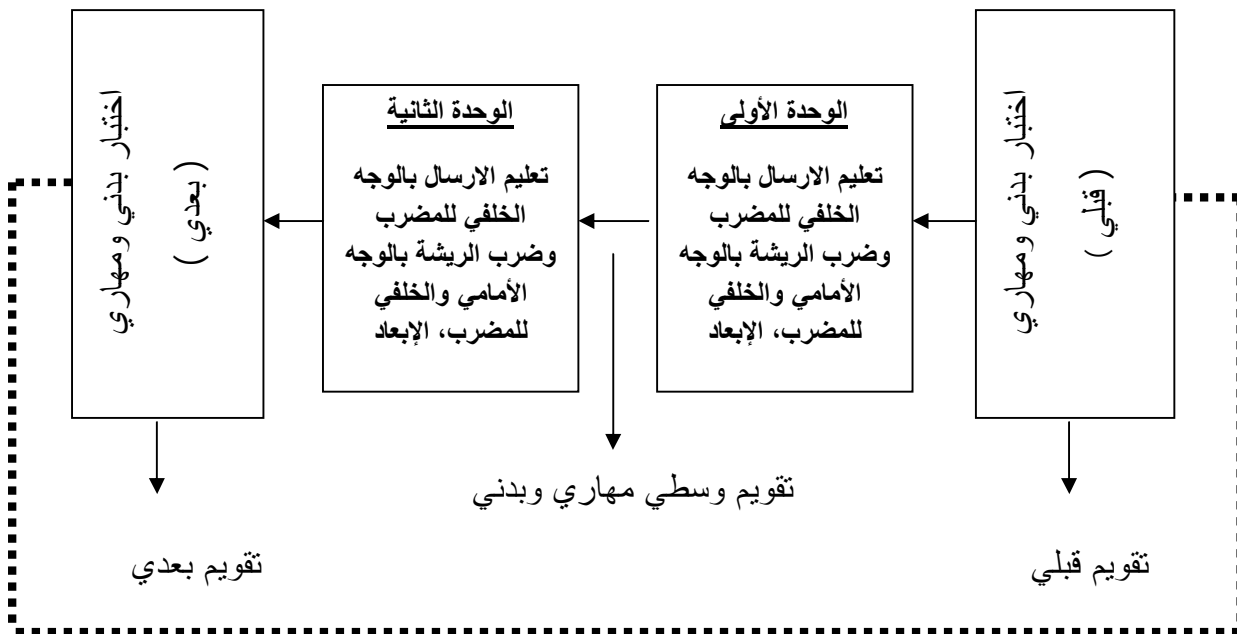 اختبار بدني ومهاري
( قبلي )
الوحدة الأولى
تعليم الارسال بالوجه
الخلفي للمضرب
وضرب الريشة بالوجه
الأمامي والخلفي
للمضرب، الإبعاد
الوحدة الثانية
تعليم الارسال بالوجه
الخلفي للمضرب
وضرب الريشة بالوجه
الأمامي والخلفي
للمضرب، الإبعاد
اختبار بدني ومهاري
( بعدي )
تقويم قبلي
تقويم وسطي مهاري وبدني
تقويم بعدي